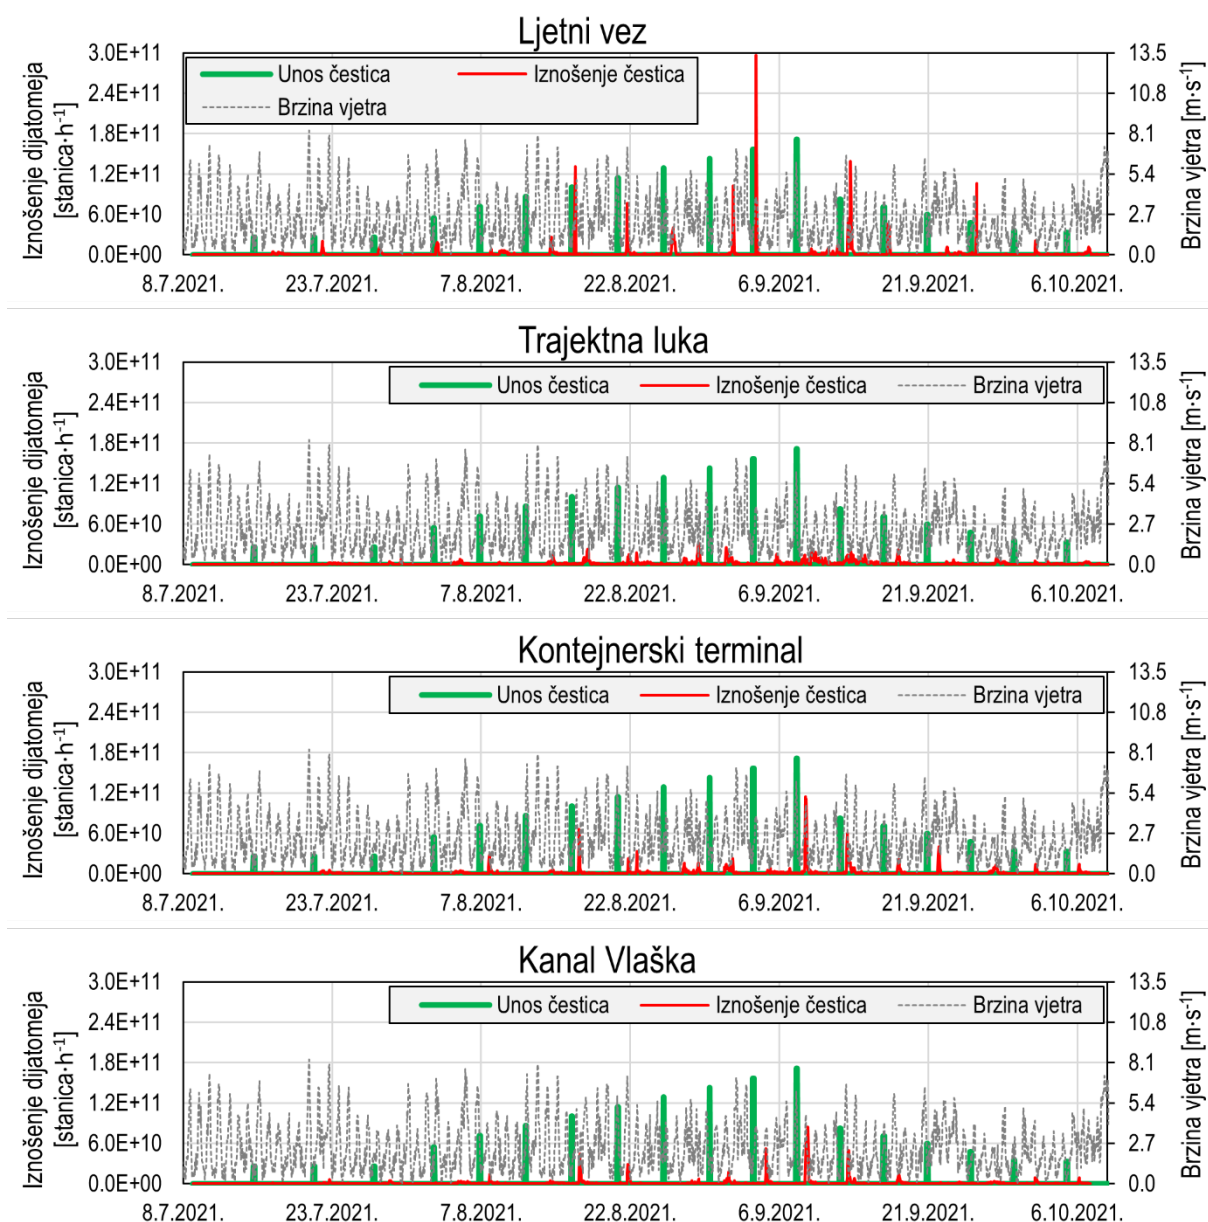 Ljetni vez
Iznošenje dijatomeja
[stanica·h⁻¹]
3.0E+11
2.4E+11
1.8E+11
1.2E+11
6.0E+10
0.0E+00
Unos čestica
Iznošenje čestica
Brzina vjetra
13.5
10.8
8.1
5.4
2.7
0.0
Brzina vjetra [m·s⁻¹]
8.7.2021. 23.7.2021. 7.8.2021. 22.8.2021. 6.9.2021. 21.9.2021. 6.10.2021.
Trajektna luka
Iznošenje dijatomeja
[stanica·h⁻¹]
3.0E+11
2.4E+11
1.8E+11
1.2E+11
6.0E+10
0.0E+00
Unos čestica Iznošenje čestica Brzina vjetra
13.5
10.8
8.1
5.4
2.7
0.0
Brzina vjetra [m·s⁻¹]
8.7.2021. 23.7.2021. 7.8.2021. 22.8.2021. 6.9.2021. 21.9.2021. 6.10.2021.
Kontejnerski terminal
Iznošenje dijatomeja
[stanica·h⁻¹]
3.0E+11
2.4E+11
1.8E+11
1.2E+11
6.0E+10
0.0E+00
Unos čestica Iznošenje čestica Brzina vjetra
13.5
10.8
8.1
5.4
2.7
0.0
Brzina vjetra [m·s⁻¹]
8.7.2021. 23.7.2021. 7.8.2021. 22.8.2021. 6.9.2021. 21.9.2021. 6.10.2021.
Kanal Vlaška
Iznošenje dijatomeja
[stanica·h⁻¹]
3.0E+11
2.4E+11
1.8E+11
1.2E+11
6.0E+10
0.0E+00
Unos čestica Iznošenje čestica Brzina vjetra
13.5
10.8
8.1
5.4
2.7
0.0
Brzina vjetra [m·s⁻¹]
8.7.2021. 23.7.2021. 7.8.2021. 22.8.2021. 6.9.2021. 21.9.2021. 6.10.2021.